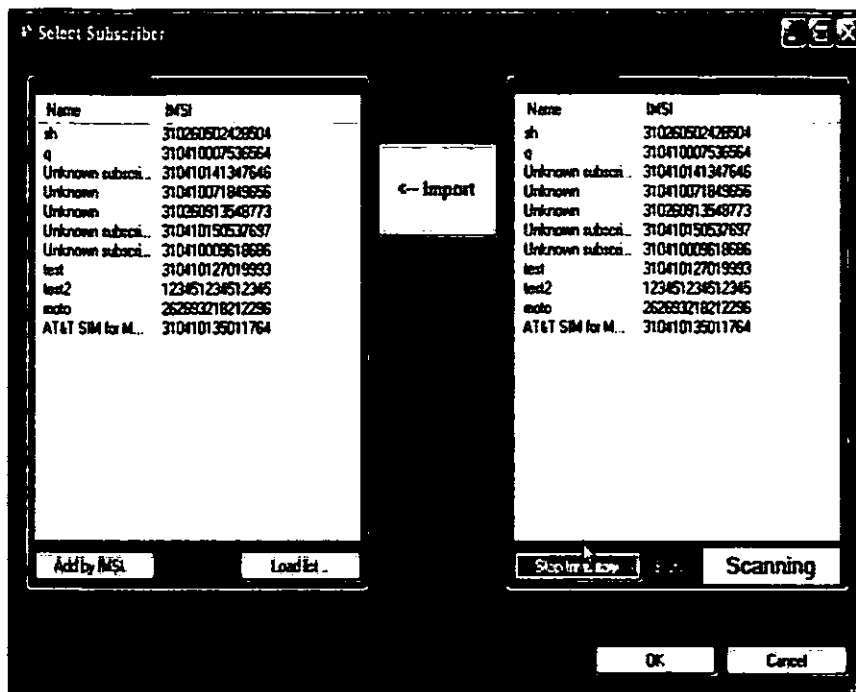 Select Subscriber
Name IMSI
sh 310260502428504
q 310410007536564
Unknown subscri... 310410141347646
Unknown 310410071849656
Unknown 310260913548773
Unknown subscri... 310410150537697
Unknown subscri... 310410009618686
test 310410127019993
test2 123451234512345
moto 262693218212296
AT&T SIM for M... 310410135011764
Add by IMSI. Load list ..
<-- Import
Name IMSI
sh 310260502428504
q 310410007536564
Unknown subscri... 310410141347646
Unknown 310410071849656
Unknown 310260913548773
Unknown subscri... 310410150537697
Unknown subscri... 310410009618686
test 310410127019993
test2 123451234512345
moto 262693218212296
AT&T SIM for M... 310410135011764
Stop Scanning
OK Cancel